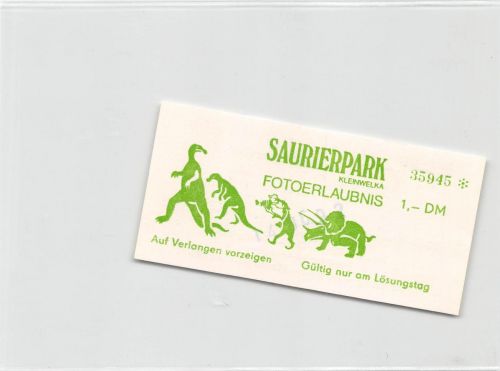 SAURIERPARK
KLEINWELKA
35945 *
FOTOERLAUBNIS
1,– DM
Auf Verlangen vorzeigen
Gültig nur am Lösungstag